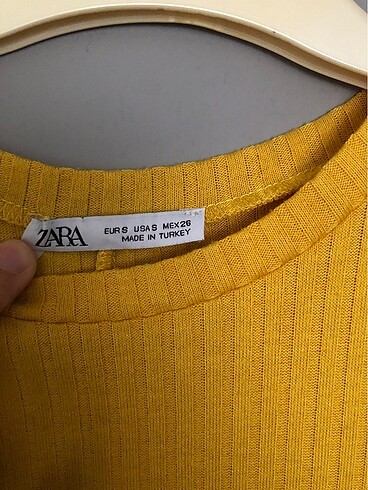 ZARA
EUR S USA S MEX 26
MADE IN TURKEY